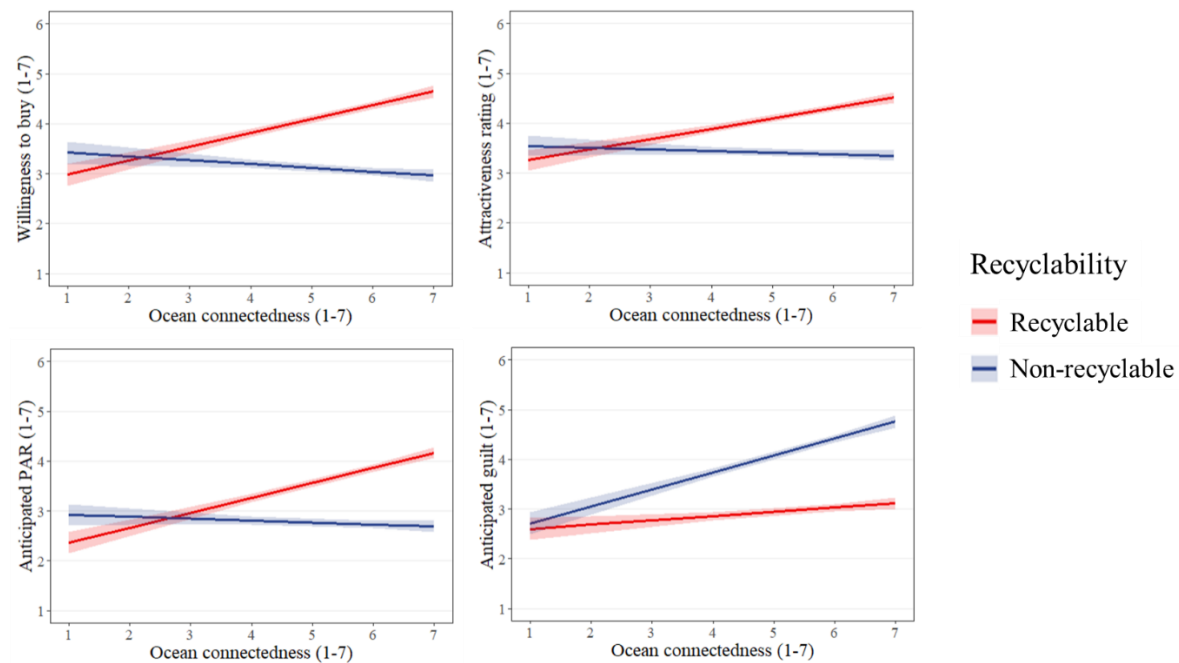 Willingness to buy (1-7)
6
5
4
3
2
1
1 2 3 4 5 6 7
Ocean connectedness (1-7)
Attractiveness rating (1-7)
6
5
4
3
2
1
1 2 3 4 5 6 7
Ocean connectedness (1-7)
Anticipated PAR (1-7)
6
5
4
3
2
1
1 2 3 4 5 6 7
Ocean connectedness (1-7)
Anticipated guilt (1-7)
6
5
4
3
2
1
1 2 3 4 5 6 7
Ocean connectedness (1-7)
Recyclability
Recyclable
Non-recyclable